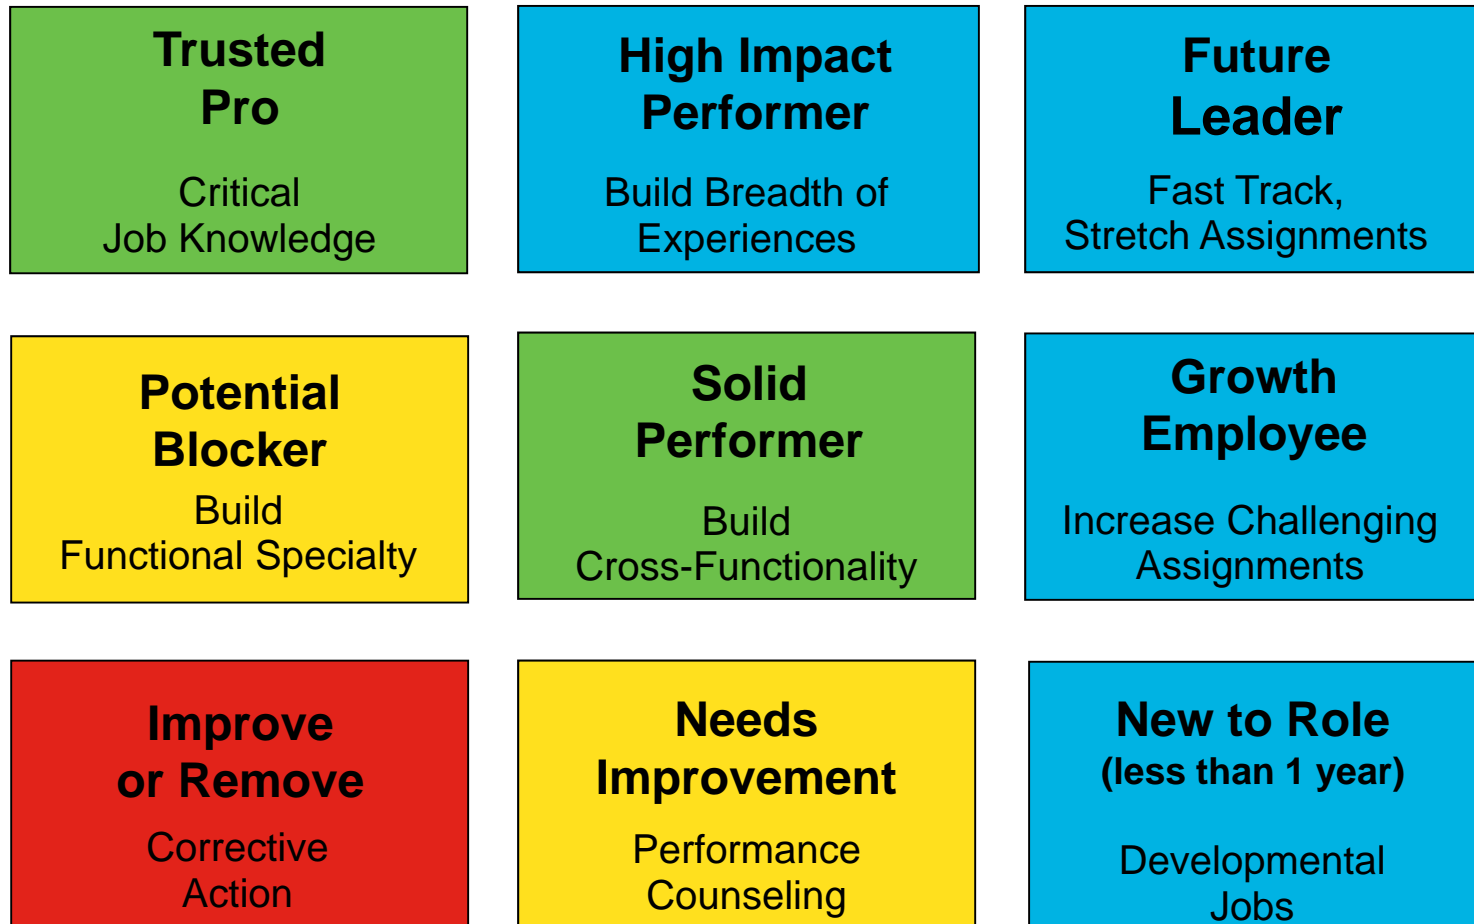 Trusted
Pro
Critical
Job Knowledge
High Impact
Performer
Build Breadth of
Experiences
Future
Leader
Fast Track,
Stretch Assignments
Potential
Blocker
Build
Functional Specialty
Solid
Performer
Build
Cross-Functionality
Growth
Employee
Increase Challenging
Assignments
Improve
or Remove
Corrective
Action
Needs
Improvement
Performance
Counseling
New to Role
(less than 1 year)
Developmental
Jobs